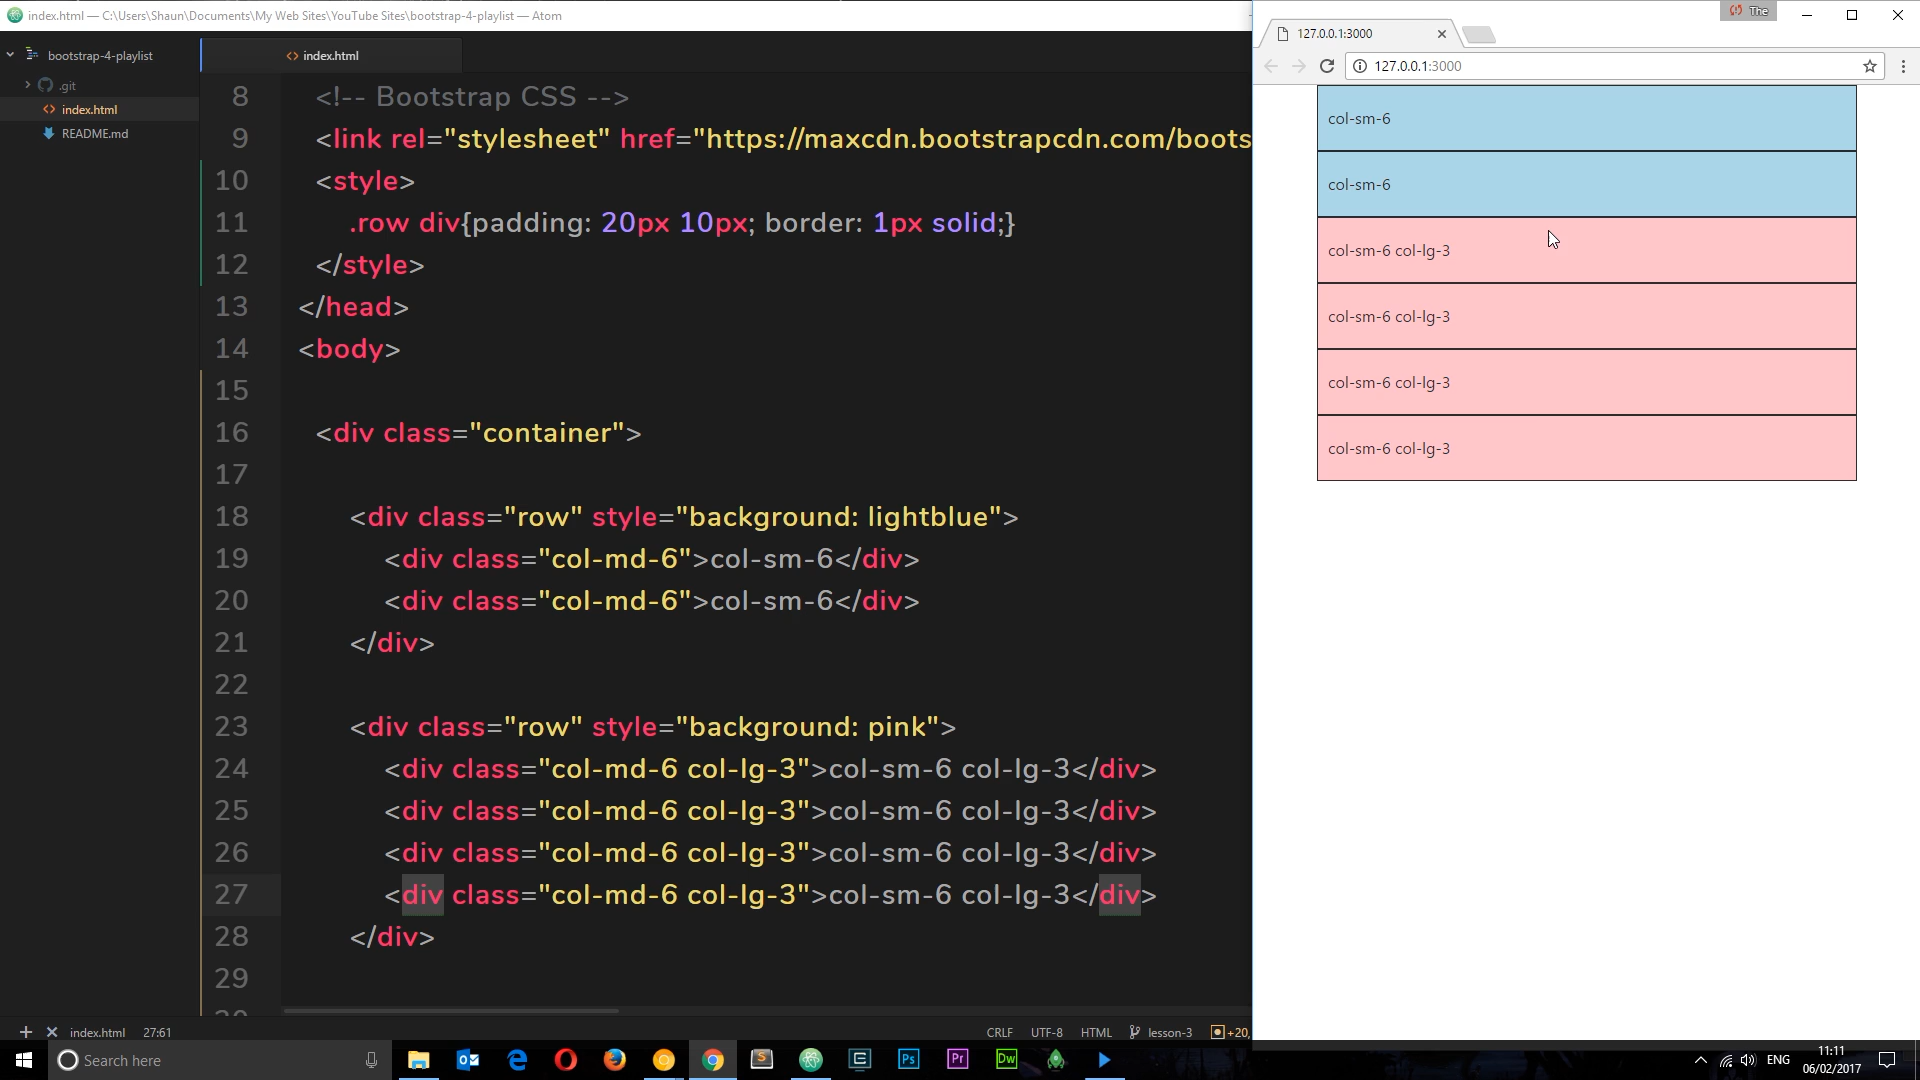 index.html — C:\Users\Shaun\Documents\My Web Sites\YouTube Sites\bootstrap-4-playlist — Atom
bootstrap-4-playlist
.git
index.html
README.md
index.html
8 <!-- Bootstrap CSS -->
9 <link rel="stylesheet" href="https://maxcdn.bootstrapcdn.com/boots
10 <style>
11 .row div{padding: 20px 10px; border: 1px solid;}
12 </style>
13 </head>
14 <body>
15
16 <div class="container">
17
18 <div class="row" style="background: lightblue">
19 <div class="col-md-6">col-sm-6</div>
20 <div class="col-md-6">col-sm-6</div>
21 </div>
22
23 <div class="row" style="background: pink">
24 <div class="col-md-6 col-lg-3">col-sm-6 col-lg-3</div>
25 <div class="col-md-6 col-lg-3">col-sm-6 col-lg-3</div>
26 <div class="col-md-6 col-lg-3">col-sm-6 col-lg-3</div>
27 <div class="col-md-6 col-lg-3">col-sm-6 col-lg-3</div>
28 </div>
29
index.html 27:61
CRLF UTF-8 HTML lesson-3 +20,
The
127.0.0.1:3000
127.0.0.1:3000
col-sm-6
col-sm-6
col-sm-6 col-lg-3
col-sm-6 col-lg-3
col-sm-6 col-lg-3
col-sm-6 col-lg-3
Search here
Ps
Pr
Dw
ENG
11:11
06/02/2017